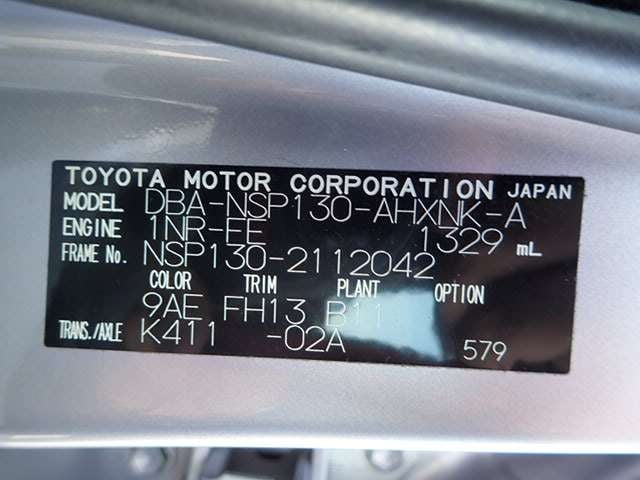 TOYOTA MOTOR CORPORATION JAPAN
MODEL DBA-NSP130-AHXNK-A
ENGINE 1NR-FE 1329 mL
FRAME No. NSP130-2112042
COLOR TRIM PLANT OPTION
9AE FH13 B11
TRANS./AXLE K411 -02A 579